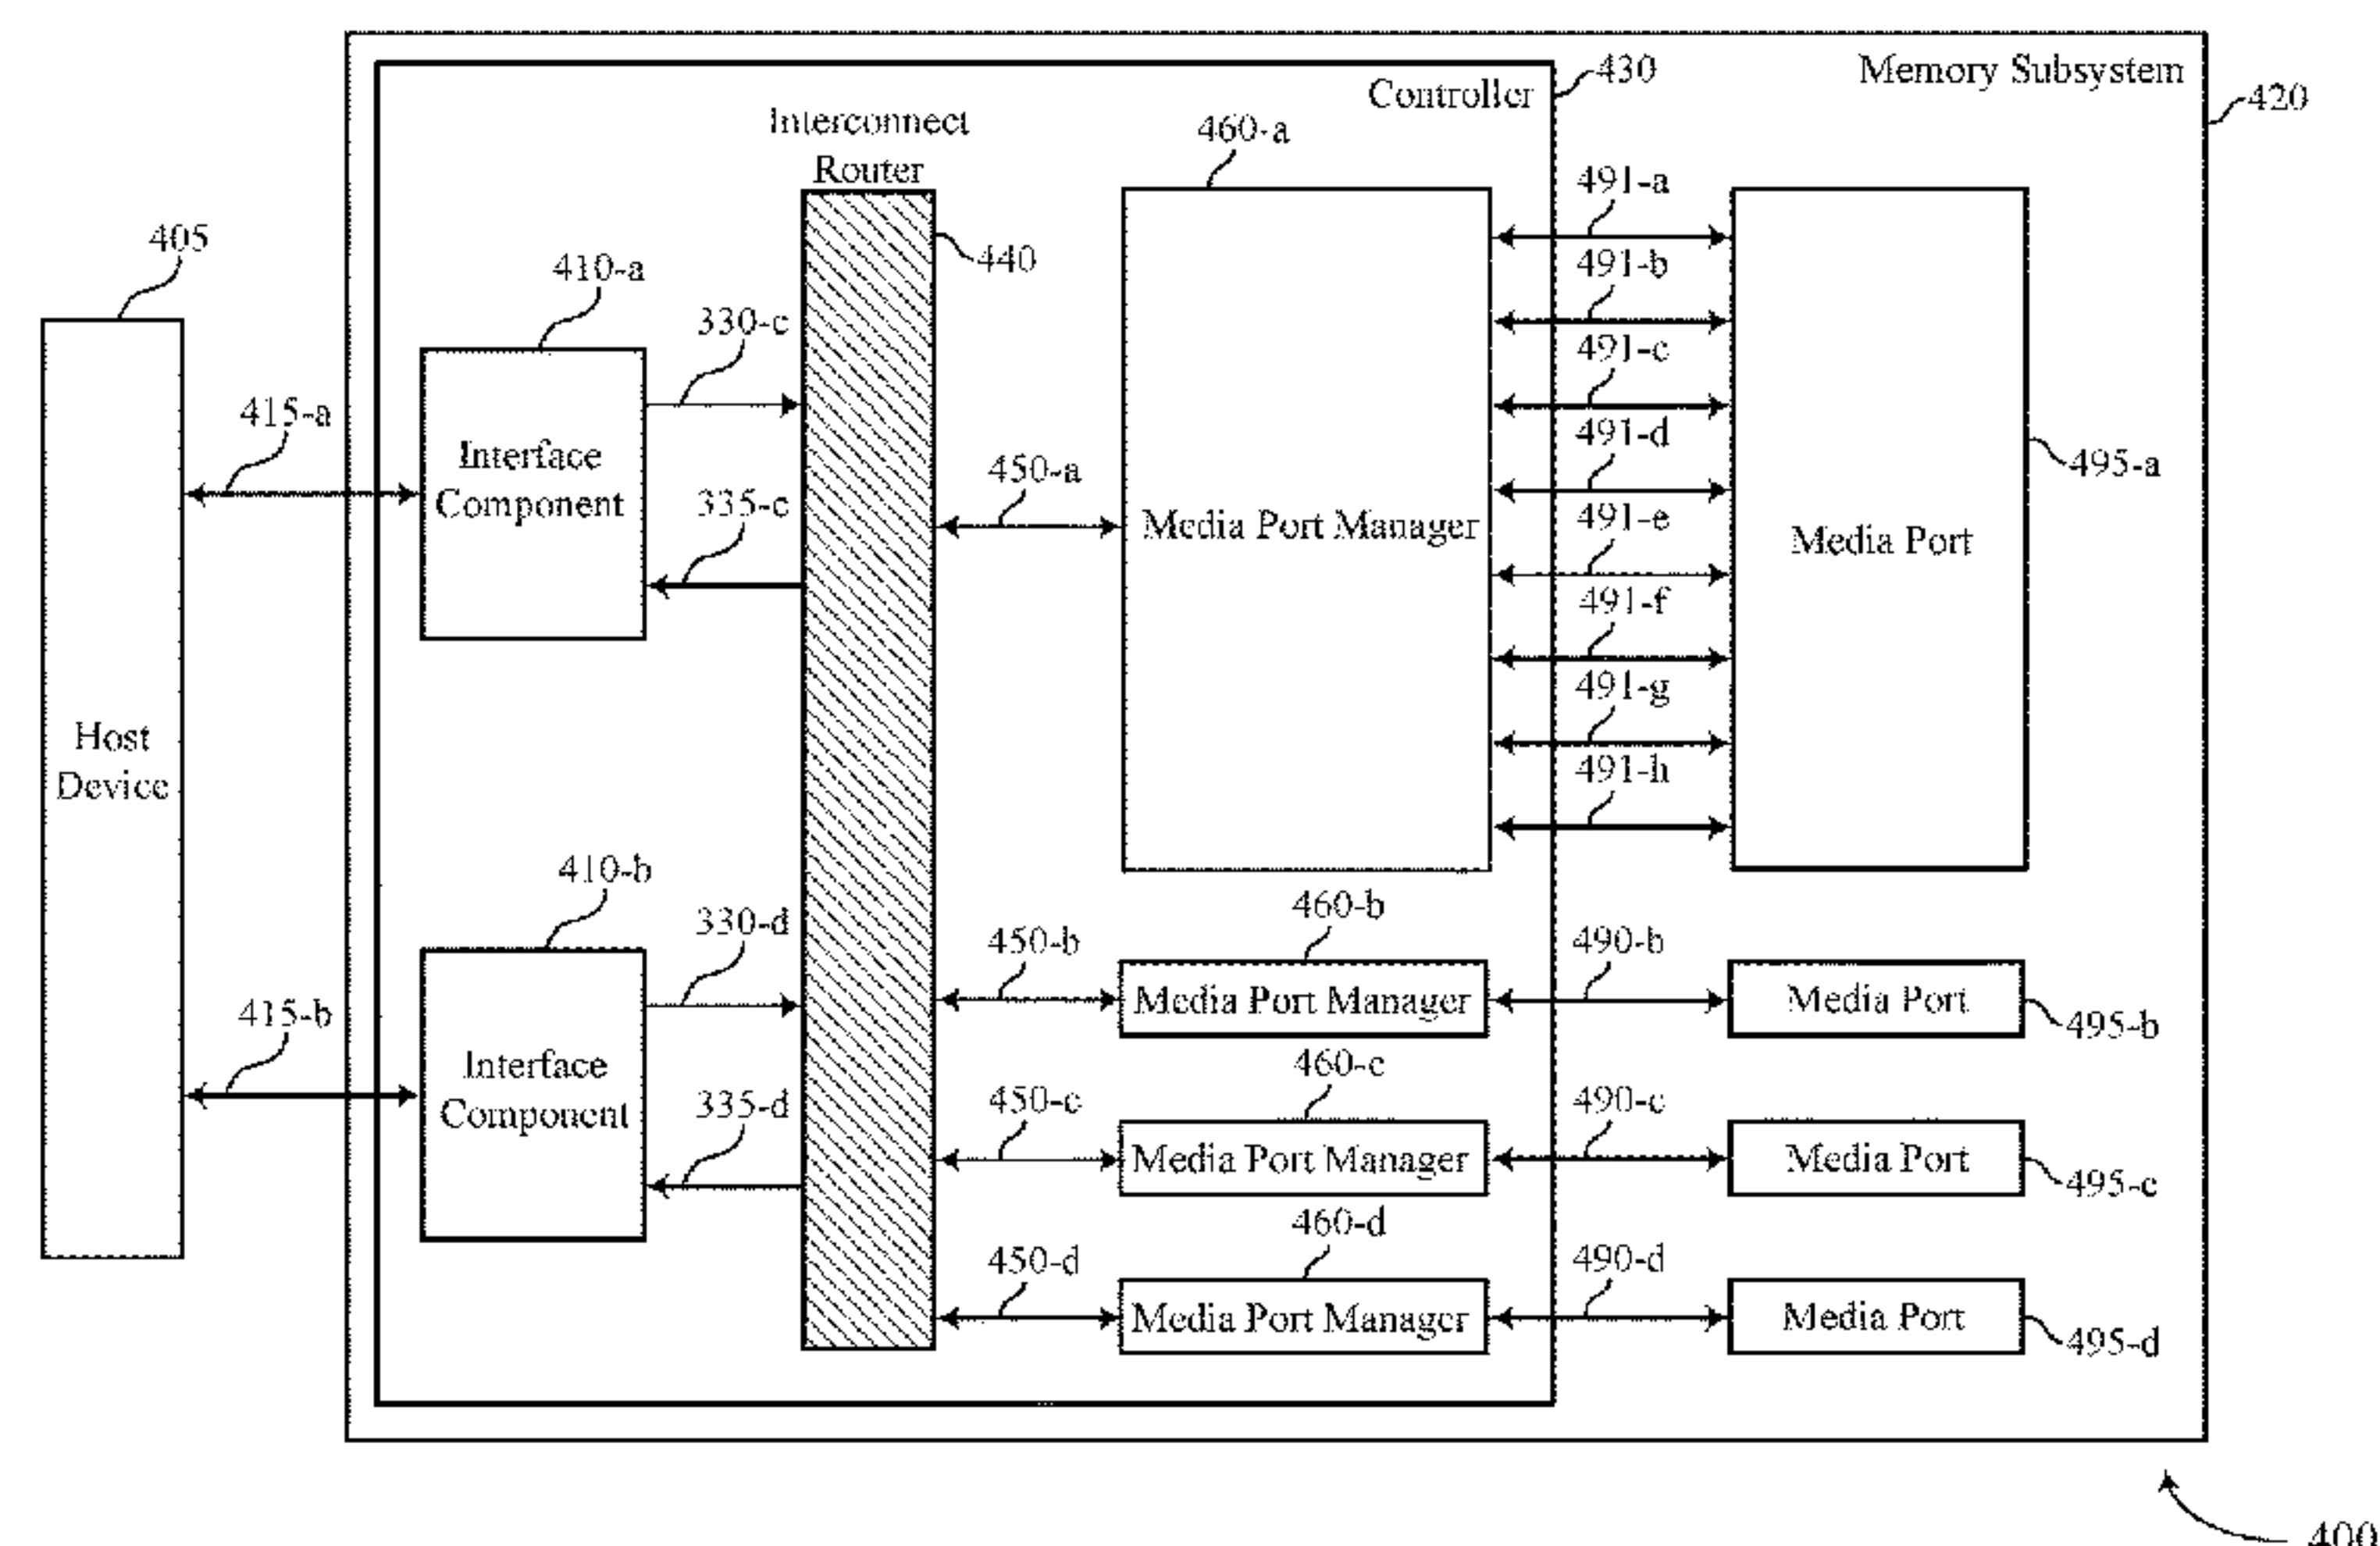 430
Memory Subsystem
Controller
420
Interconnect
Router
460-a
491-a
405
410-a
440
491-b
330-c
491-c
415-a
491-d
Interface
Component
450-a
495-a
335-c
491-e
Media Port Manager
Media Port
491-f
491-g
Host
Device
491-h
410-b
460-b
330-d
450-b
490-b
415-b
Media Port Manager
Media Port
495-b
Interface
Component
460-c
335-d
450-c
490-c
Media Port Manager
Media Port
495-c
460-d
450-d
490-d
Media Port Manager
Media Port
495-d
400